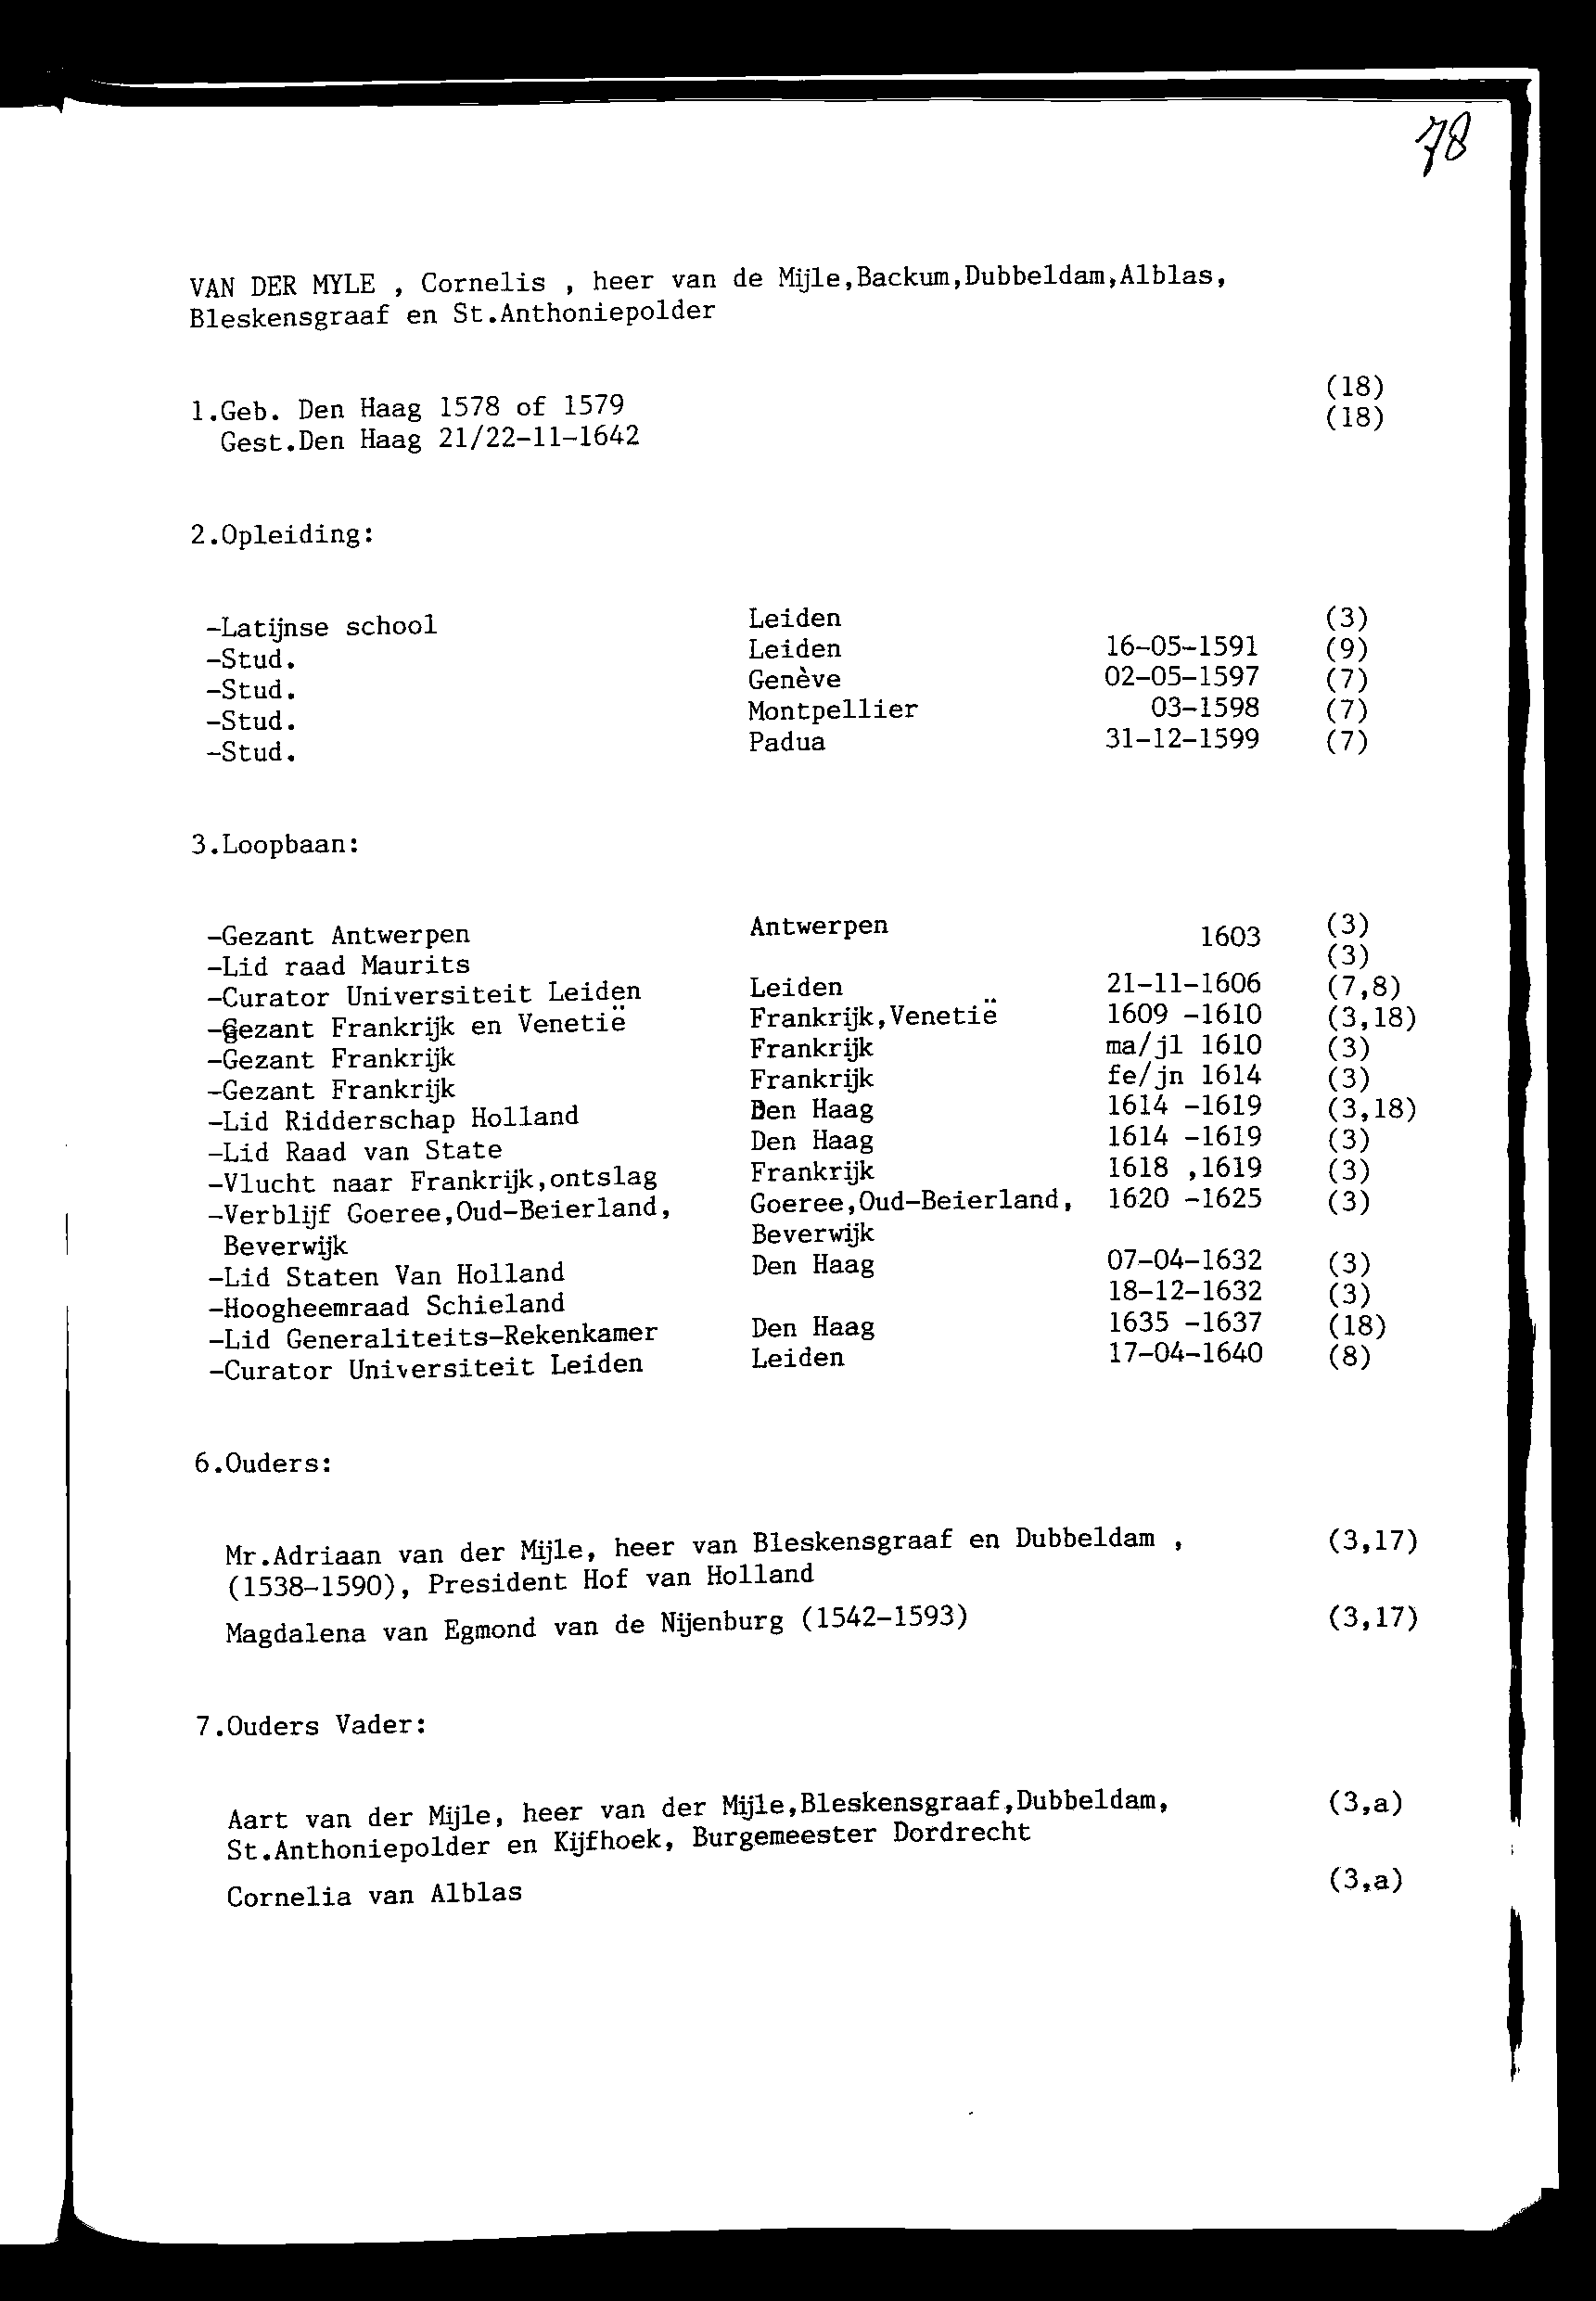 78
VAN DER MYLE , Cornelis , heer van de Mijle,Backum,Dubbeldam,Alblas,
Bleskensgraaf en St.Anthoniepolder
1.Geb. Den Haag 1578 of 1579 (18)
Gest.Den Haag 21/22-11-1642 (18)
2.Opleiding:
-Latijnse school Leiden (3)
-Stud. Leiden 16-05-1591 (9)
-Stud. Genève 02-05-1597 (7)
-Stud. Montpellier 03-1598 (7)
-Stud. Padua 31-12-1599 (7)
3.Loopbaan:
-Gezant Antwerpen Antwerpen 1603 (3)
-Lid raad Maurits (3)
-Curator Universiteit Leiden Leiden 21-11-1606 (7,8)
-Gezant Frankrijk en Venetië Frankrijk,Venetië 1609 -1610 (3,18)
-Gezant Frankrijk Frankrijk ma/jl 1610 (3)
-Gezant Frankrijk Frankrijk fe/jn 1614 (3)
-Lid Ridderschap Holland Den Haag 1614 -1619 (3,18)
-Lid Raad van State Den Haag 1614 -1619 (3)
-Vlucht naar Frankrijk,ontslag Frankrijk 1618 ,1619 (3)
-Verblijf Goeree,Oud-Beierland, Goeree,Oud-Beierland, 1620 -1625 (3)
Beverwijk Beverwijk
-Lid Staten Van Holland Den Haag 07-04-1632 (3)
-Hoogheemraad Schieland 18-12-1632 (3)
-Lid Generaliteits-Rekenkamer Den Haag 1635 -1637 (18)
-Curator Universiteit Leiden Leiden 17-04-1640 (8)
6.Ouders:
Mr.Adriaan van der Mijle, heer van Bleskensgraaf en Dubbeldam , (3,17)
(1538-1590), President Hof van Holland
Magdalena van Egmond van de Nijenburg (1542-1593) (3,17)
7.Ouders Vader:
Aart van der Mijle, heer van der Mijle,Bleskensgraaf,Dubbeldam, (3,a)
St.Anthoniepolder en Kijfhoek, Burgemeester Dordrecht
Cornelia van Alblas (3,a)